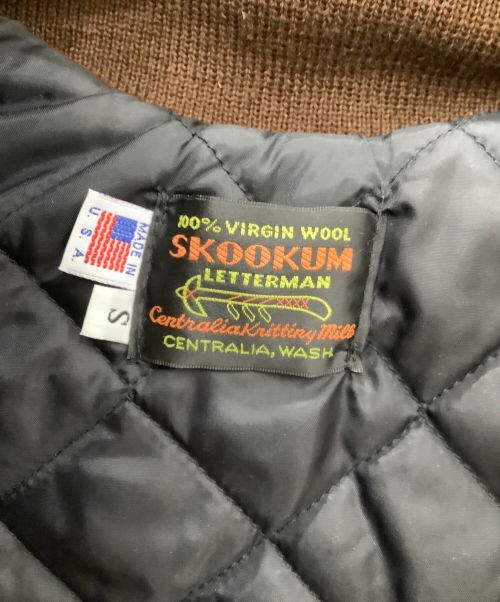 100% VIRGIN WOOL
SKOOKUM
LETTERMAN
Centralia Knitting Mills
CENTRALIA, WASH
MADE IN
U. S. A.
S